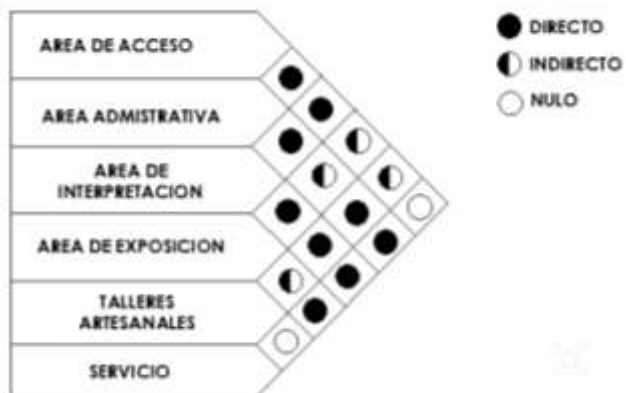 AREA DE ACCESO
AREA ADMISTRATIVA
AREA DE
INTERPRETACION
AREA DE EXPOSICION
TALLERES
ARTESANALES
SERVICIO
DIRECTO
INDIRECTO
NULO